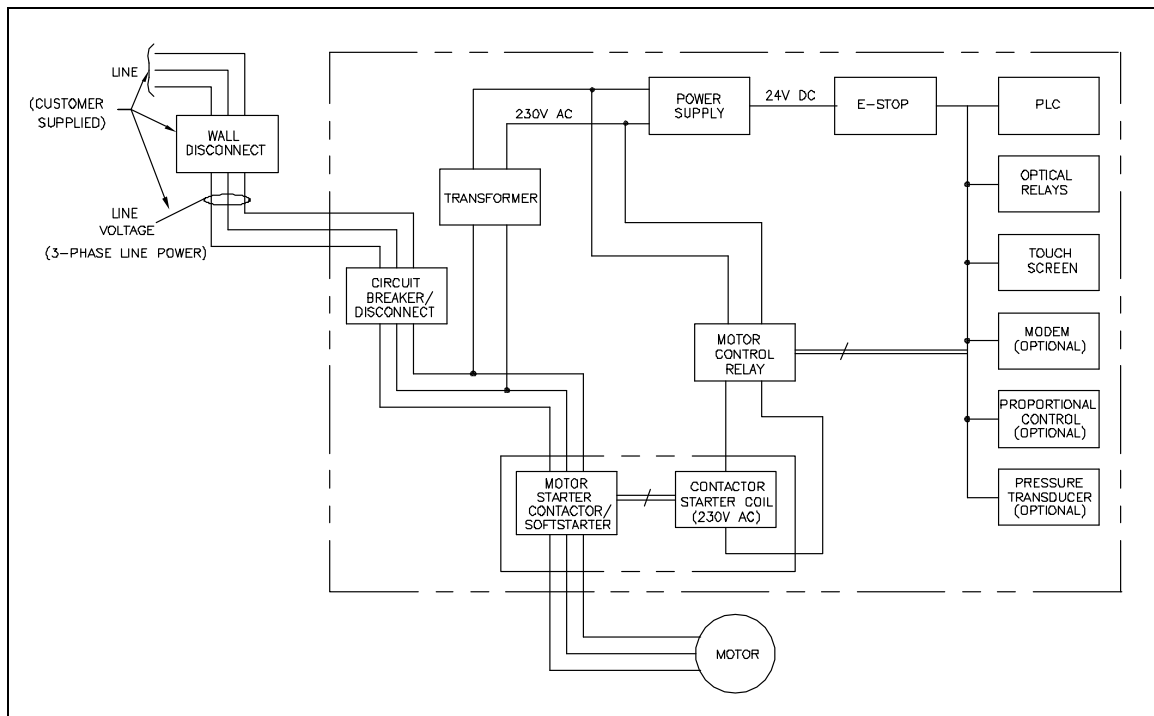 LINE
(CUSTOMER
SUPPLIED)
WALL
DISCONNECT
LINE
VOLTAGE
(3-PHASE LINE POWER)
230V AC
TRANSFORMER
POWER
SUPPLY
24V DC
E-STOP
PLC
OPTICAL
RELAYS
TOUCH
SCREEN
CIRCUIT
BREAKER/
DISCONNECT
MOTOR
CONTROL
RELAY
MODEM
(OPTIONAL)
PROPORTIONAL
CONTROL
(OPTIONAL)
MOTOR
STARTER
CONTACTOR/
SOFTSTARTER
CONTACTOR
STARTER COIL
(230V AC)
PRESSURE
TRANSDUCER
(OPTIONAL)
MOTOR